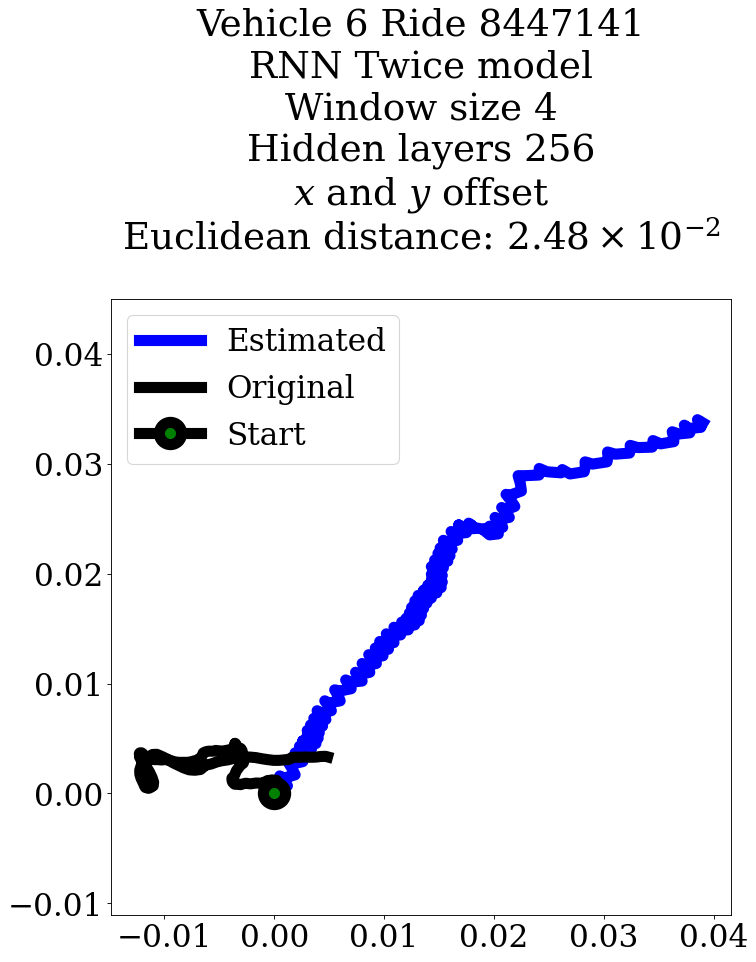 Vehicle 6 Ride 8447141
RNN Twice model
Window size 4
Hidden layers 256
x and y offset
Euclidean distance: 2.48 × 10⁻²
Estimated
Original
Start
0.04
0.03
0.02
0.01
0.00
−0.01
−0.01 0.00 0.01 0.02 0.03 0.04